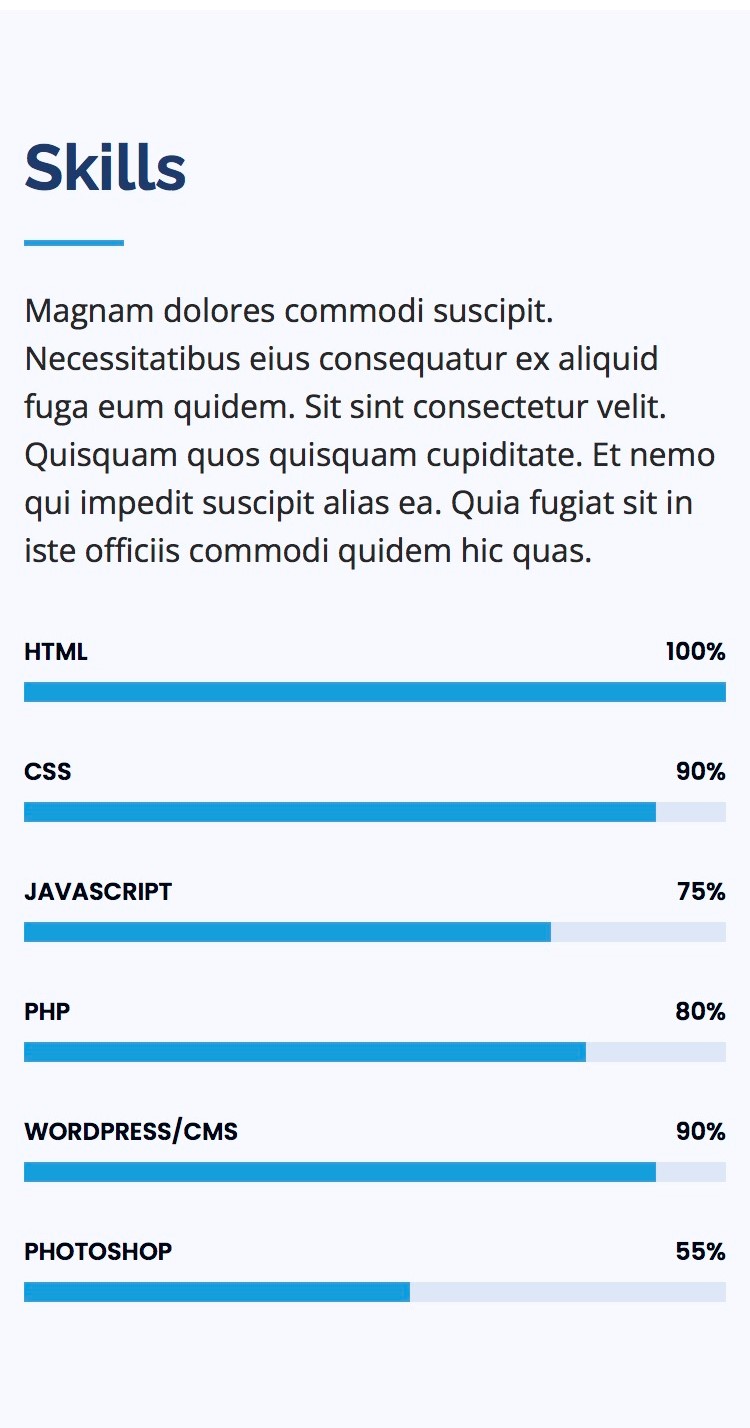 Skills
Magnam dolores commodi suscipit.
Necessitatibus eius consequatur ex aliquid
fuga eum quidem. Sit sint consectetur velit.
Quisquam quos quisquam cupiditate. Et nemo
qui impedit suscipit alias ea. Quia fugiat sit in
iste officiis commodi quidem hic quas.
HTML 100%
CSS 90%
JAVASCRIPT 75%
PHP 80%
WORDPRESS/CMS 90%
PHOTOSHOP 55%